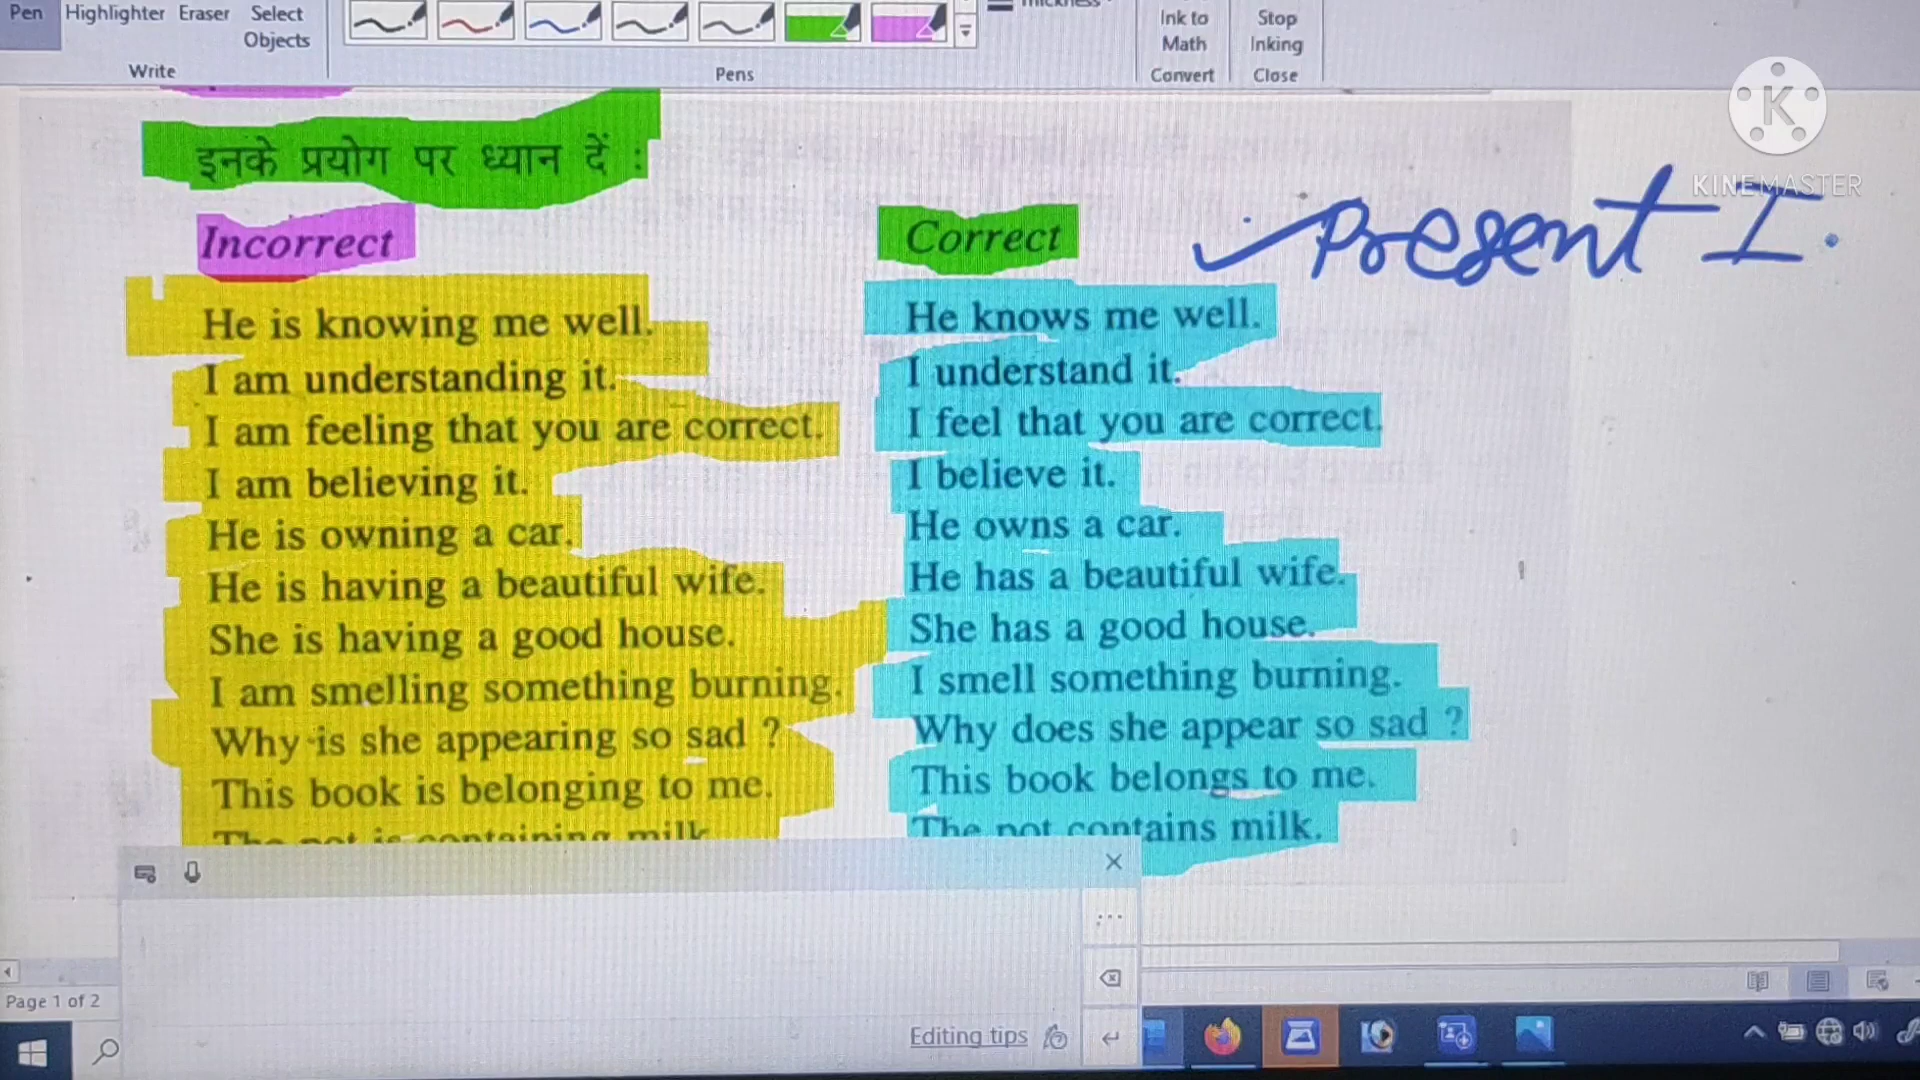 Pen Highlighter Eraser Select Objects
Ink to Math
Stop Inking
Write
Pens
Convert
Close
K
KINEMASTER
इनके प्रयोग पर ध्यान दें :
Incorrect
Correct
Present I.
He is knowing me well.
He knows me well.
I am understanding it.
I understand it.
I am feeling that you are correct.
I feel that you are correct.
I am believing it.
I believe it.
He is owning a car.
He owns a car.
He is having a beautiful wife.
He has a beautiful wife.
She is having a good house.
She has a good house.
I am smelling something burning.
I smell something burning.
Why is she appearing so sad ?
Why does she appear so sad ?
This book is belonging to me.
This book belongs to me.
The pot is containing milk
The pot contains milk.
Page 1 of 2
Editing tips